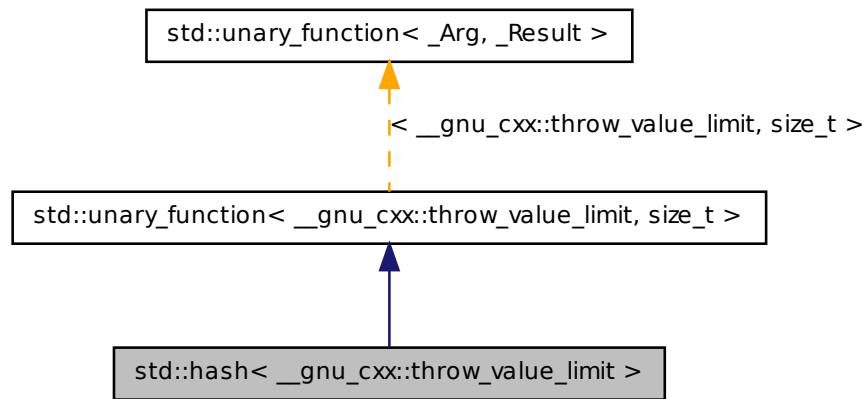 std::unary_function< _Arg, _Result >
< __gnu_cxx::throw_value_limit, size_t >
std::unary_function< __gnu_cxx::throw_value_limit, size_t >
std::hash< __gnu_cxx::throw_value_limit >